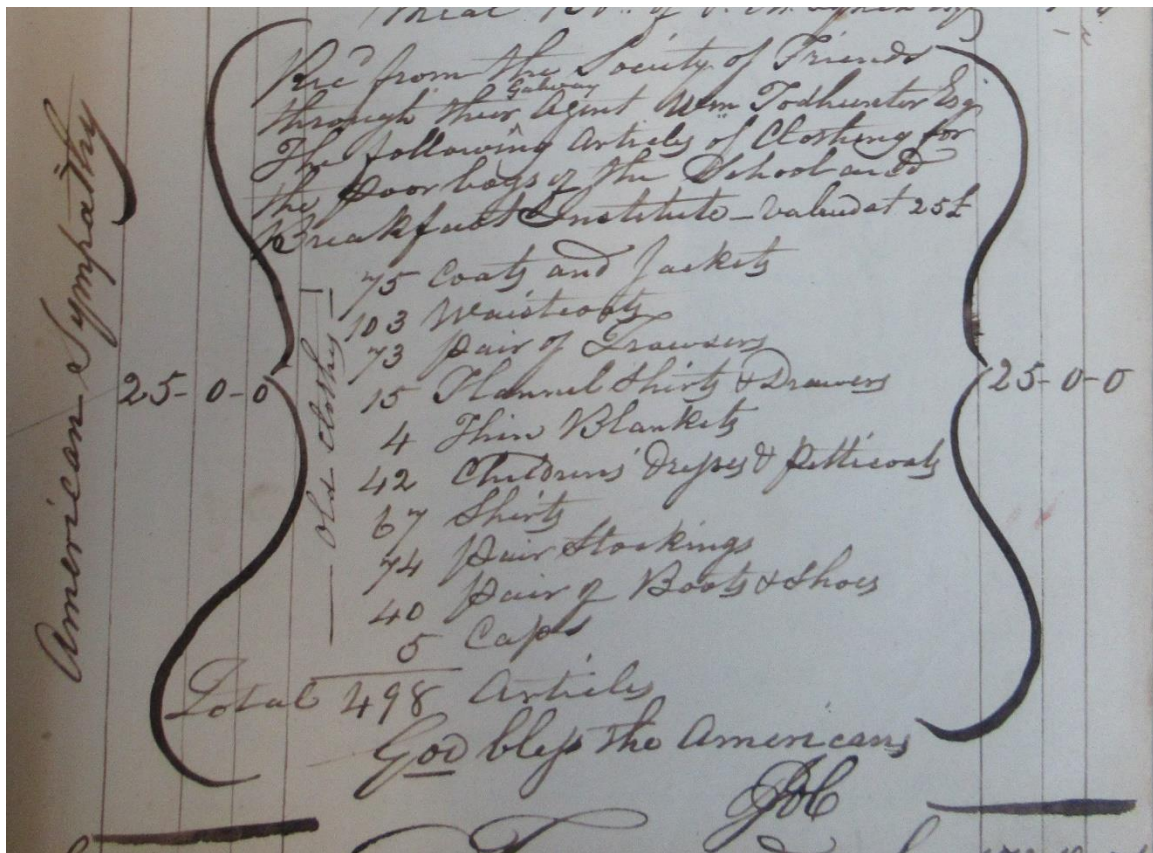 Rec^d from the Society of Friends
Galway
through their Agent Wm Todhunter Esq^r
The following Articles of Clothing for
the poor boys of the School and
Breakfast Institute – valued at 25£
75 Coats and Jackets
103 Waistcoats
73 pair of Trowsers
15 Flannel Shirts & Drawers
4 Thin Blankets
42 Childrens' dresses & petticoats
67 Shirts
74 pair Stockings
40 pair of Boots & Shoes
5 Caps
Total 498 Articles
God bless the Americans
American Sympathy
25-0-0
old clothes
25-0-0